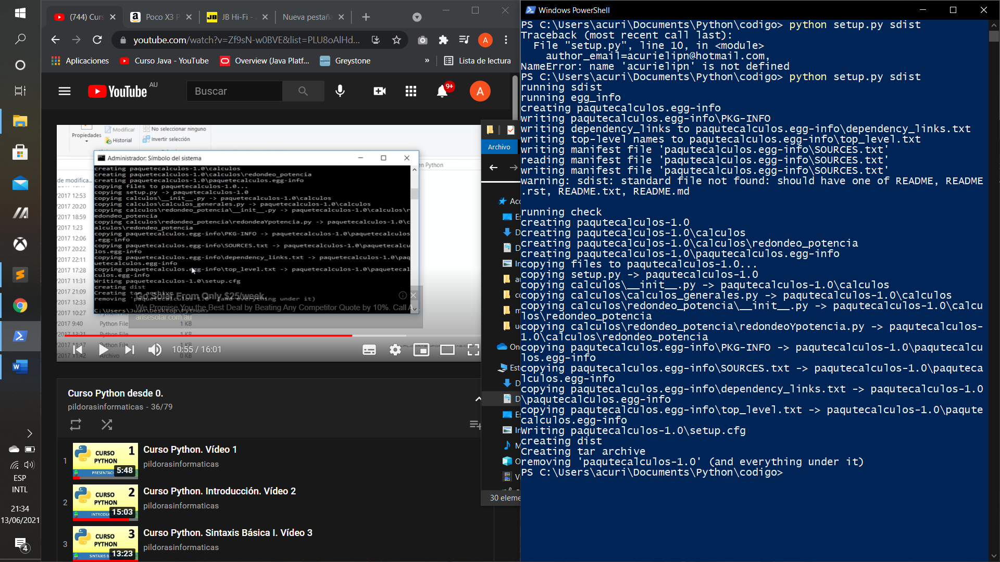 (744) Curs
Poco X3 P
JB Hi-Fi -
Nueva pestaña
youtube.com/watch?v=Zf9sN-w0BVE&list=PLU8oAlHd...
A
Aplicaciones
Curso Java - YouTube
Overview (Java Platf...
Greystone
»
Lista de lectura
YouTube
AU
Buscar
9+
A
Propiedades
Modificar
Historial
No seleccionar ninguno
Invertir selección
en Python
de modifica...
Administrador: Símbolo del sistema
creating paquetecalculos-1.0\calculos
creating paquetecalculos-1.0\calculos\redondeo_potencia
creating paquetecalculos-1.0\paquetecalculos.egg-info
copying files to paquetecalculos-1.0...
copying setup.py -> paquetecalculos-1.0
copying calculos\__init__.py -> paquetecalculos-1.0\calculos
copying calculos\calculos_generales.py -> paquetecalculos-1.0\calculos
copying calculos\redondeo_potencia\__init__.py -> paquetecalculos-1.0\calculos\r
edondeo_potencia
copying calculos\redondeo_potencia\redondeaYpotencia.py -> paquetecalculos-1.0\c
alculos\redondeo_potencia
copying paquetecalculos.egg-info\PKG-INFO -> paquetecalculos-1.0\paquetecalculos
.egg-info
copying paquetecalculos.egg-info\SOURCES.txt -> paquetecalculos-1.0\paquetecalcu
los.egg-info
copying paquetecalculos.egg-info\dependency_links.txt -> paquetecalculos-1.0\paq
uetecalculos.egg-info
copying paquetecalculos.egg-info\top_level.txt -> paquetecalculos-1.0\paquetecal
culos.egg-info
Writing paquetecalculos-1.0\setup.cfg
creating dist
Creating tar archive
removing 'paquetecalculos-1.0' (and everything under it)
C:\Users\Juan\Desktop\Python>
/2017 12:53
/2017 20:20
/2017 18:59
/2017 1:23
/2017 12:06
/2017 20:22
/2017 22:11
/2017 17:28
/2017 11:31
/2017 21:09
/2017 12:33
/2017 10:27
/2017 9:40
Python File
1 KB
/2017 13:21
Python File
1 KB
2017 11:17
Python File
2017 11:42
Archivo
0 KB
Go Solar From Only $25/week.
We Promise You the Best Deal by Beating Any Competitor Quote by 10%. Call A...
arisesolar.com.au
10:55 / 16:01
Curso Python desde 0.
pildorasinformaticas - 36/79
1
CURSO
PYTHON
1
5:48
Curso Python. Vídeo 1
pildorasinformaticas
2
CURSO
PYTHON
2
15:03
Curso Python. Introducción. Vídeo 2
pildorasinformaticas
3
CURSO
PYTHON
3
13:23
Curso Python. Sintaxis Básica I. Vídeo 3
pildorasinformaticas
Archivo
Acc
30 eleme
ESP
INTL
21:34
13/06/2021
4
Windows PowerShell
PS C:\Users\acuri\Documents\Python\codigo> python setup.py sdist
Traceback (most recent call last):
File "setup.py", line 10, in <module>
author_email=acurielipn@hotmail.com,
NameError: name 'acurielipn' is not defined
PS C:\Users\acuri\Documents\Python\codigo> python setup.py sdist
running sdist
running egg_info
creating paqutecalculos.egg-info
writing paqutecalculos.egg-info\PKG-INFO
writing dependency_links to paqutecalculos.egg-info\dependency_links.txt
writing top-level names to paqutecalculos.egg-info\top_level.txt
writing manifest file 'paqutecalculos.egg-info\SOURCES.txt'
reading manifest file 'paqutecalculos.egg-info\SOURCES.txt'
writing manifest file 'paqutecalculos.egg-info\SOURCES.txt'
warning: sdist: standard file not found: should have one of README, README
.rst, README.txt, README.md
running check
creating paqutecalculos-1.0
creating paqutecalculos-1.0\calculos
creating paqutecalculos-1.0\calculos\redondeo_potencia
creating paqutecalculos-1.0\paqutecalculos.egg-info
copying files to paqutecalculos-1.0...
copying setup.py -> paqutecalculos-1.0
copying calculos\__init__.py -> paqutecalculos-1.0\calculos
copying calculos\calculos_generales.py -> paqutecalculos-1.0\calculos
copying calculos\redondeo_potencia\__init__.py -> paqutecalculos-1.0\calcu
los\redondeo_potencia
copying calculos\redondeo_potencia\redondeoYpotencia.py -> paqutecalculos-
1.0\calculos\redondeo_potencia
copying paqutecalculos.egg-info\PKG-INFO -> paqutecalculos-1.0\paqutecalcu
los.egg-info
copying paqutecalculos.egg-info\SOURCES.txt -> paqutecalculos-1.0\paquteca
lculos.egg-info
copying paqutecalculos.egg-info\dependency_links.txt -> paqutecalculos-1.0
\paqutecalculos.egg-info
copying paqutecalculos.egg-info\top_level.txt -> paqutecalculos-1.0\paqute
calculos.egg-info
Writing paqutecalculos-1.0\setup.cfg
creating dist
Creating tar archive
removing 'paqutecalculos-1.0' (and everything under it)
PS C:\Users\acuri\Documents\Python\codigo>